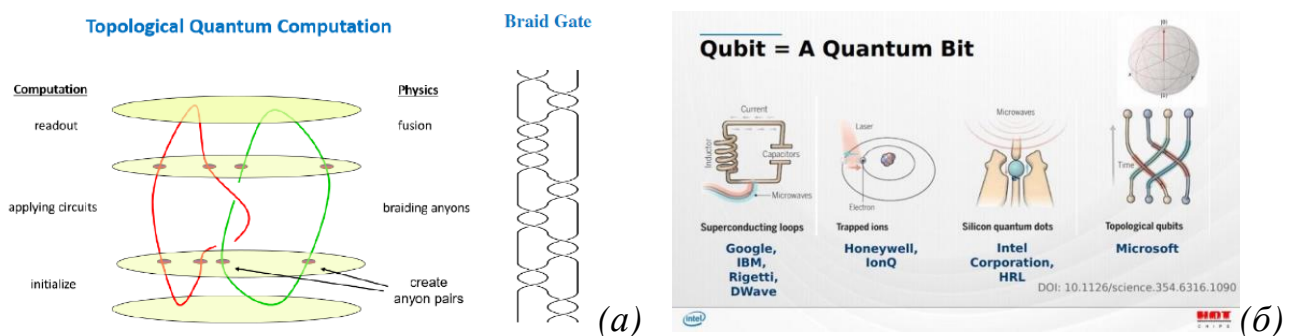 Topological Quantum Computation
Computation
Physics
readout
fusion
applying circuits
braiding anyons
initialize
create
anyon pairs
Braid Gate
(а)
Qubit = A Quantum Bit
Current
Inductor
Capacitors
Microwaves
Superconducting loops
Google,
IBM,
Rigetti,
DWave
Laser
Electron
Trapped ions
Honeywell,
IonQ
Microwaves
Silicon quantum dots
Intel
Corporation,
HRL
Time
Topological qubits
Microsoft
DOI: 10.1126/science.354.6316.1090
intel
HOT
CHIPS
(б)